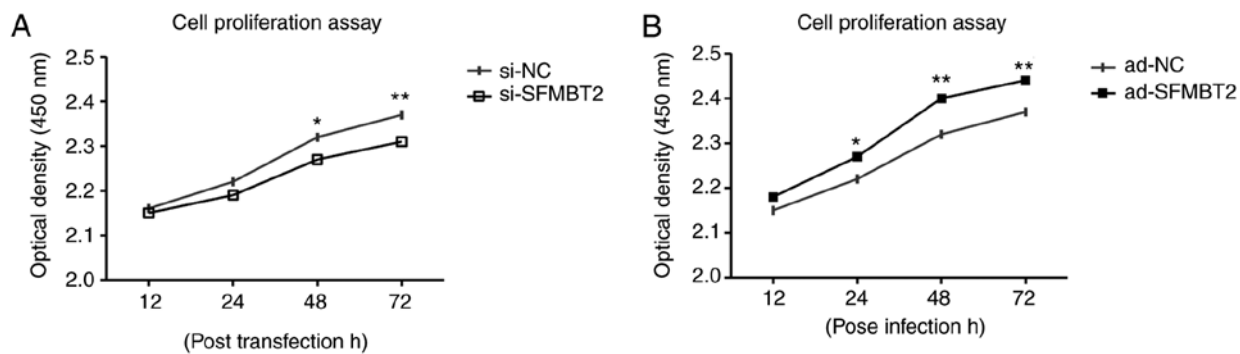 A
Cell proliferation assay
Optical density (450 nm)
2.5
2.4
2.3
2.2
2.1
2.0
*
**
12 24 48 72
(Post transfection h)
si-NC
si-SFMBT2
B
Cell proliferation assay
Optical density (450 nm)
2.5
2.4
2.3
2.2
2.1
2.0
*
**
**
12 24 48 72
(Pose infection h)
ad-NC
ad-SFMBT2